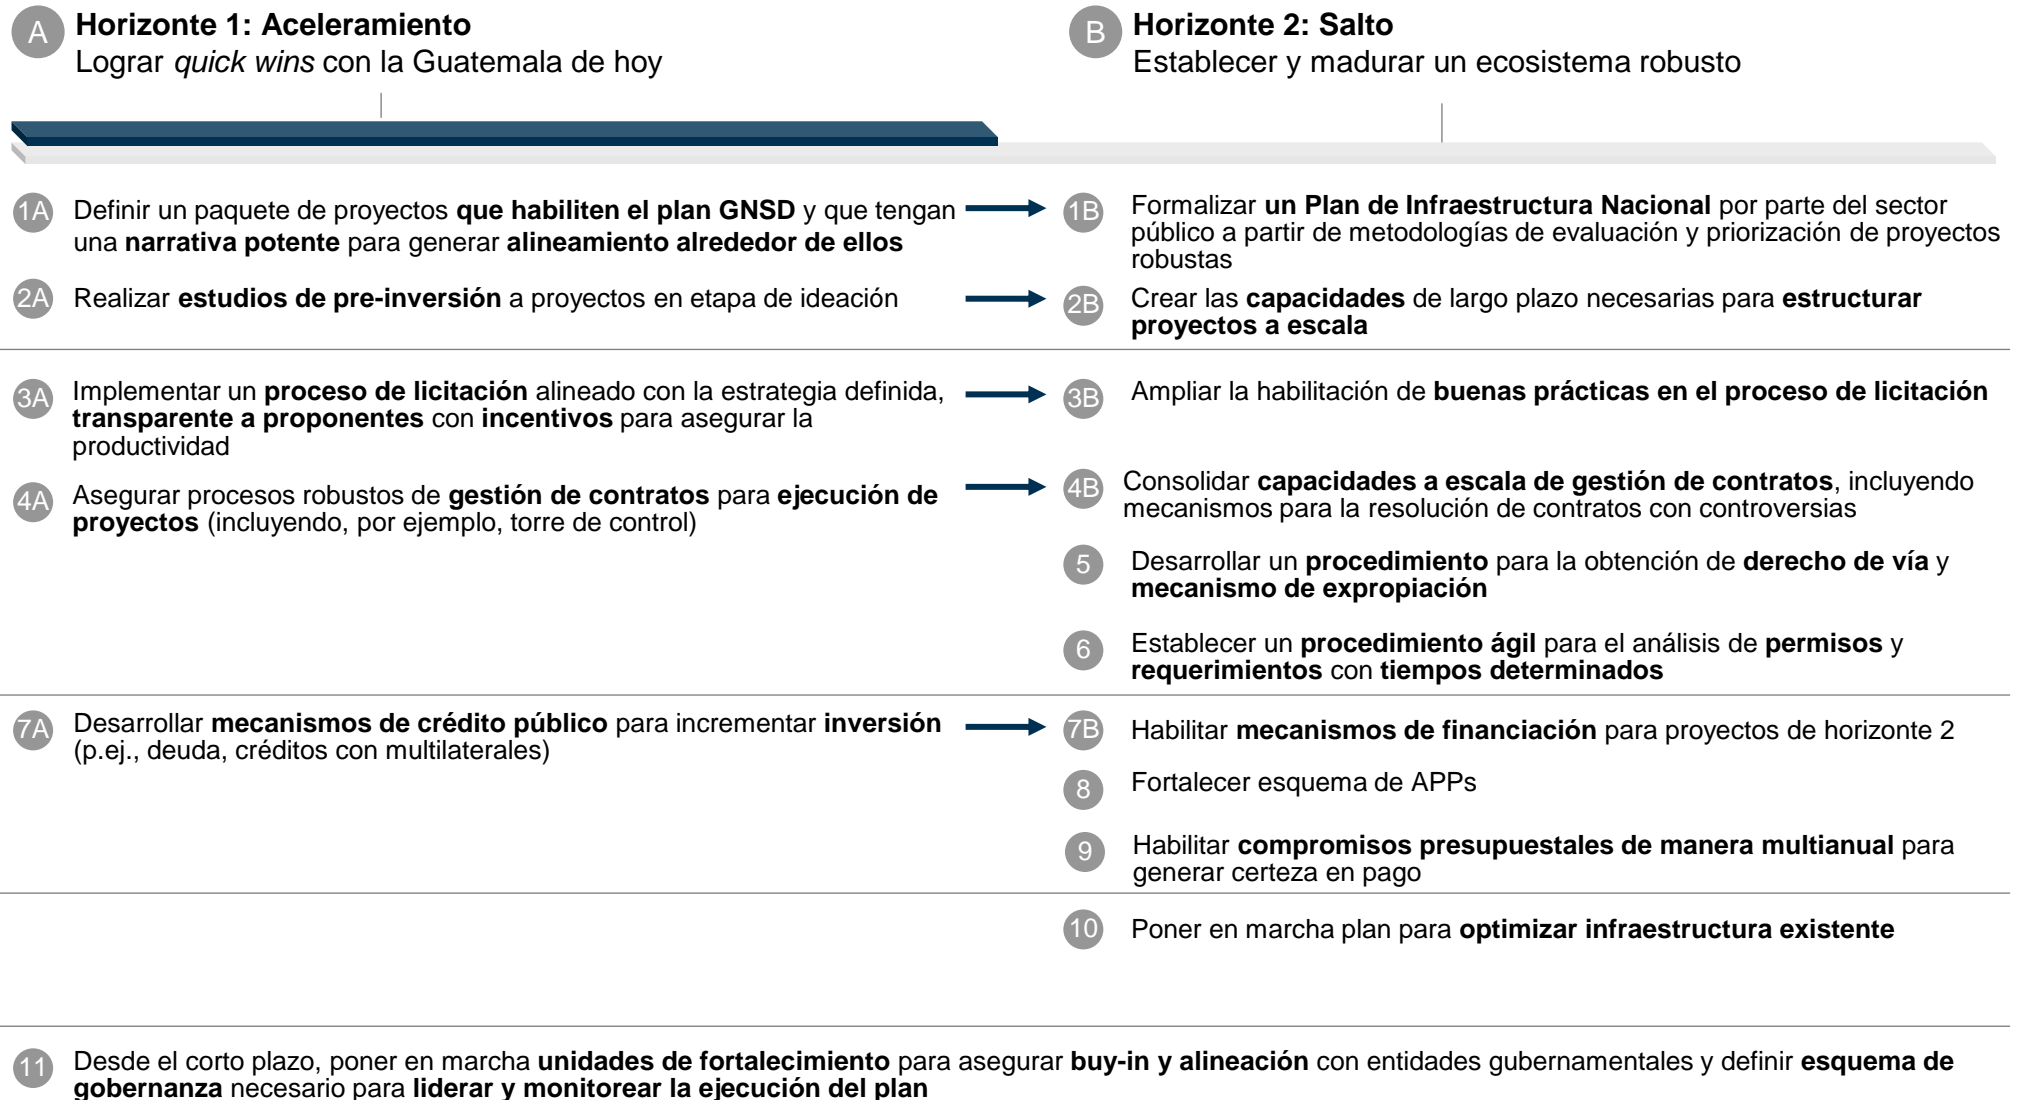 A
Horizonte 1: Aceleramiento
Lograr quick wins con la Guatemala de hoy
B
Horizonte 2: Salto
Establecer y madurar un ecosistema robusto
1A
Definir un paquete de proyectos que habiliten el plan GNSD y que tengan
una narrativa potente para generar alineamiento alrededor de ellos
1B
Formalizar un Plan de Infraestructura Nacional por parte del sector
público a partir de metodologías de evaluación y priorización de proyectos
robustas
2A
Realizar estudios de pre-inversión a proyectos en etapa de ideación
2B
Crear las capacidades de largo plazo necesarias para estructurar
proyectos a escala
3A
Implementar un proceso de licitación alineado con la estrategia definida,
transparente a proponentes con incentivos para asegurar la
productividad
3B
Ampliar la habilitación de buenas prácticas en el proceso de licitación
4A
Asegurar procesos robustos de gestión de contratos para ejecución de
proyectos (incluyendo, por ejemplo, torre de control)
4B
Consolidar capacidades a escala de gestión de contratos, incluyendo
mecanismos para la resolución de contratos con controversias
5
Desarrollar un procedimiento para la obtención de derecho de vía y
mecanismo de expropiación
6
Establecer un procedimiento ágil para el análisis de permisos y
requerimientos con tiempos determinados
7A
Desarrollar mecanismos de crédito público para incrementar inversión
(p.ej., deuda, créditos con multilaterales)
7B
Habilitar mecanismos de financiación para proyectos de horizonte 2
8
Fortalecer esquema de APPs
9
Habilitar compromisos presupuestales de manera multianual para
generar certeza en pago
10
Poner en marcha plan para optimizar infraestructura existente
11
Desde el corto plazo, poner en marcha unidades de fortalecimiento para asegurar buy-in y alineación con entidades gubernamentales y definir esquema de
gobernanza necesario para liderar y monitorear la ejecución del plan